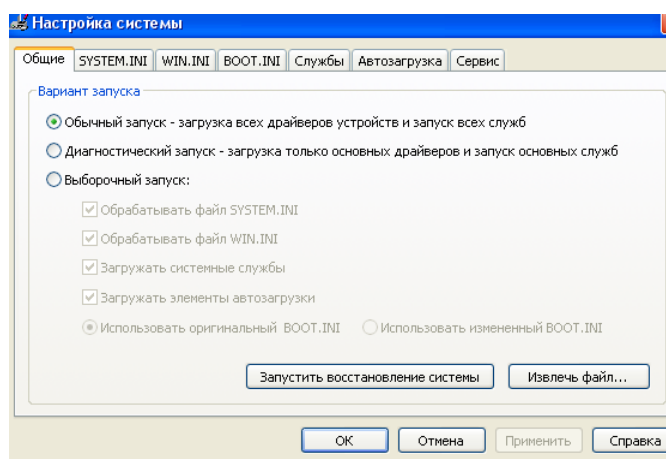 Настройка системы
Общие SYSTEM.INI WIN.INI BOOT.INI Службы Автозагрузка Сервис
Вариант запуска
Обычный запуск - загрузка всех драйверов устройств и запуск всех служб
Диагностический запуск - загрузка только основных драйверов и запуск основных служб
Выборочный запуск:
Обрабатывать файл SYSTEM.INI
Обрабатывать файл WIN.INI
Загружать системные службы
Загружать элементы автозагрузки
Использовать оригинальный BOOT.INI Использовать измененный BOOT.INI
Запустить восстановление системы Извлечь файл...
ОК Отмена Применить Справка